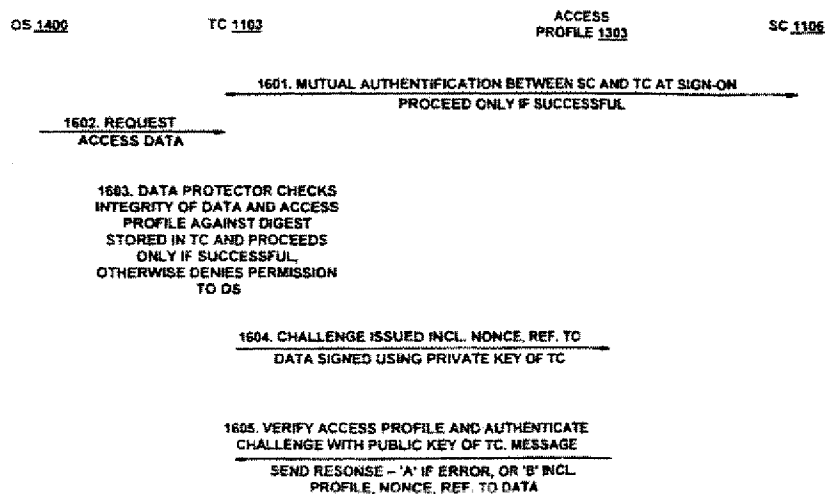 OS 1400
TC 1103
ACCESS
PROFILE 1303
SC 1106
1601. MUTUAL AUTHENTIFICATION BETWEEN SC AND TC AT SIGN-ON
PROCEED ONLY IF SUCCESSFUL
1602. REQUEST
ACCESS DATA
1603. DATA PROTECTOR CHECKS
INTEGRITY OF DATA AND ACCESS
PROFILE AGAINST DIGEST
STORED IN TC AND PROCEEDS
ONLY IF SUCCESSFUL,
OTHERWISE DENIES PERMISSION
TO OS
1604. CHALLENGE ISSUED INCL. NONCE, REF. TO
DATA SIGNED USING PRIVATE KEY OF TC
1605. VERIFY ACCESS PROFILE AND AUTHENTICATE
CHALLENGE WITH PUBLIC KEY OF TC. MESSAGE
SEND RESONSE – 'A' IF ERROR, OR 'B' INCL.
PROFILE, NONCE, REF. TO DATA